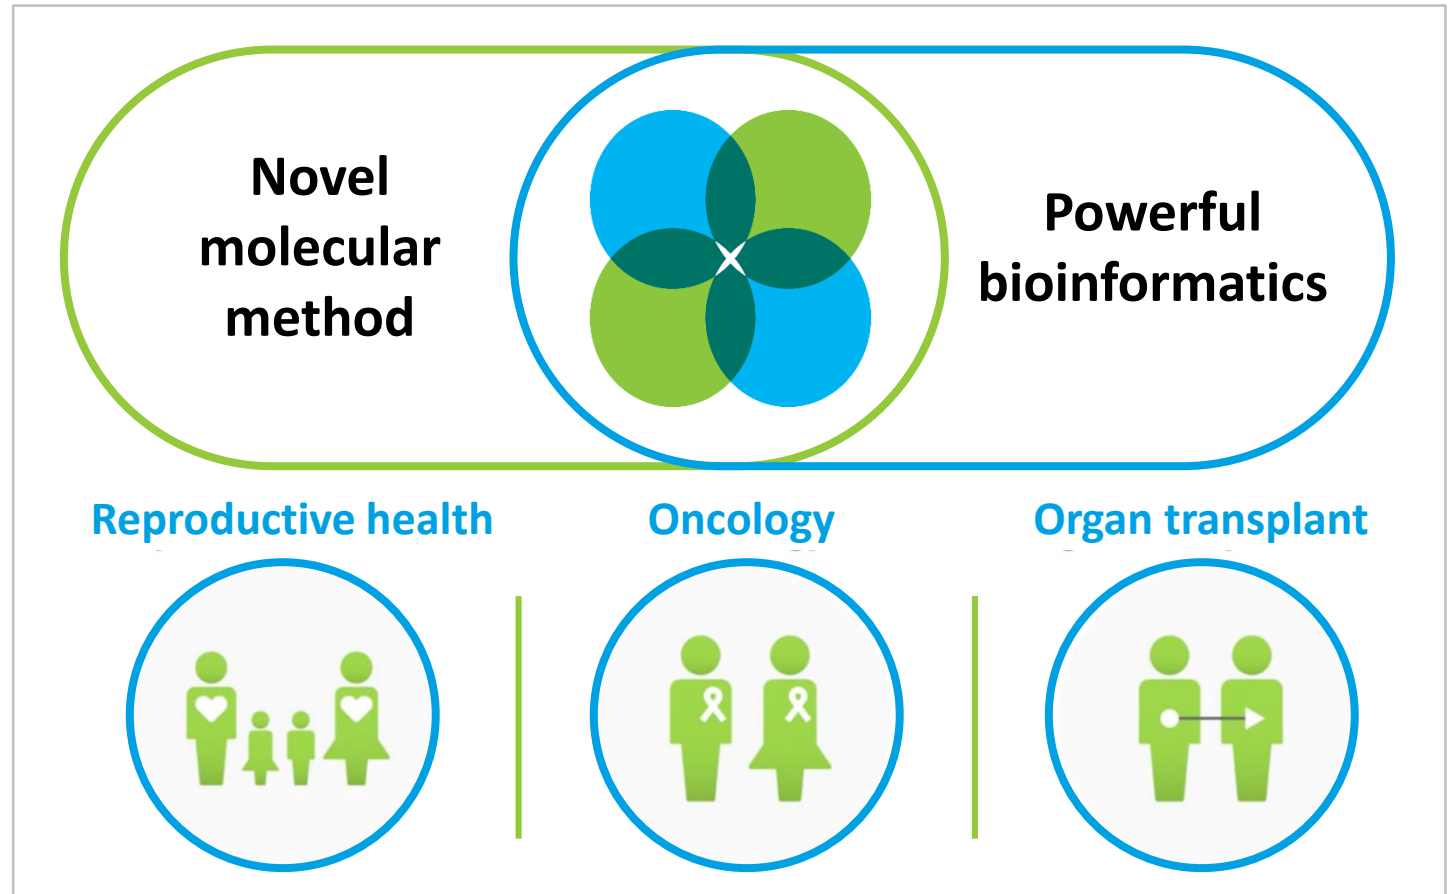 Novel
molecular
method
Powerful
bioinformatics
Reproductive health
Oncology
Organ transplant